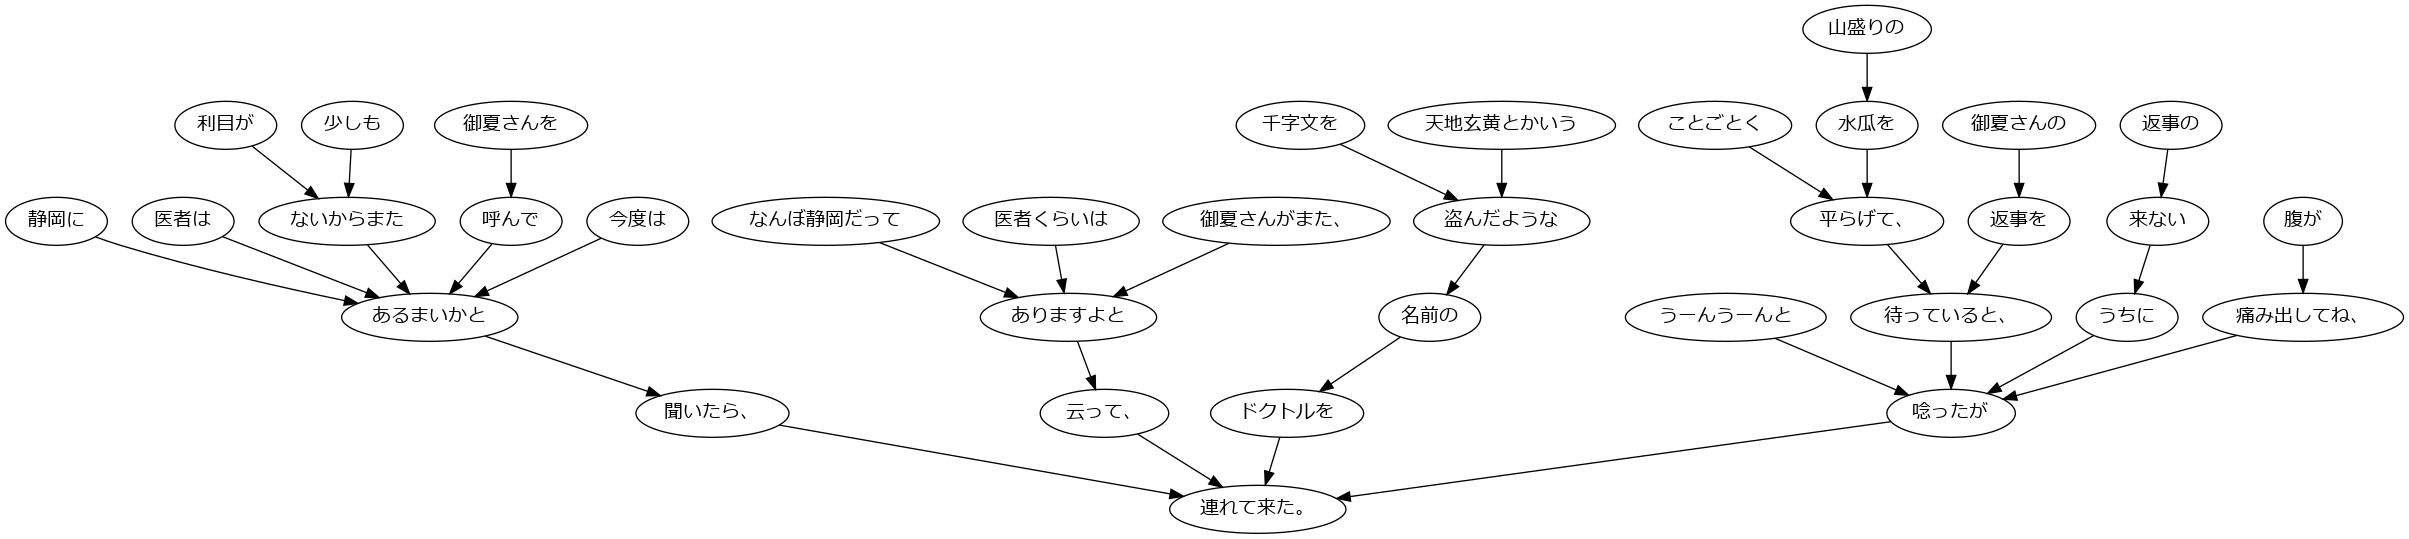 山盛りの
利目が
少しも
御夏さんを
千字文を
天地玄黄とかいう
ことごとく
水瓜を
御夏さんの
返事の
静岡に
医者は
ないからまた
呼んで
今度は
なんぼ静岡だって
医者くらいは
御夏さんがまた、
盗んだような
平らげて、
返事を
来ない
腹が
あるまいかと
ありますよと
名前の
うーんうーんと
待っていると、
うちに
痛み出してね、
聞いたら、
云って、
ドクトルを
唸ったが
連れて来た。